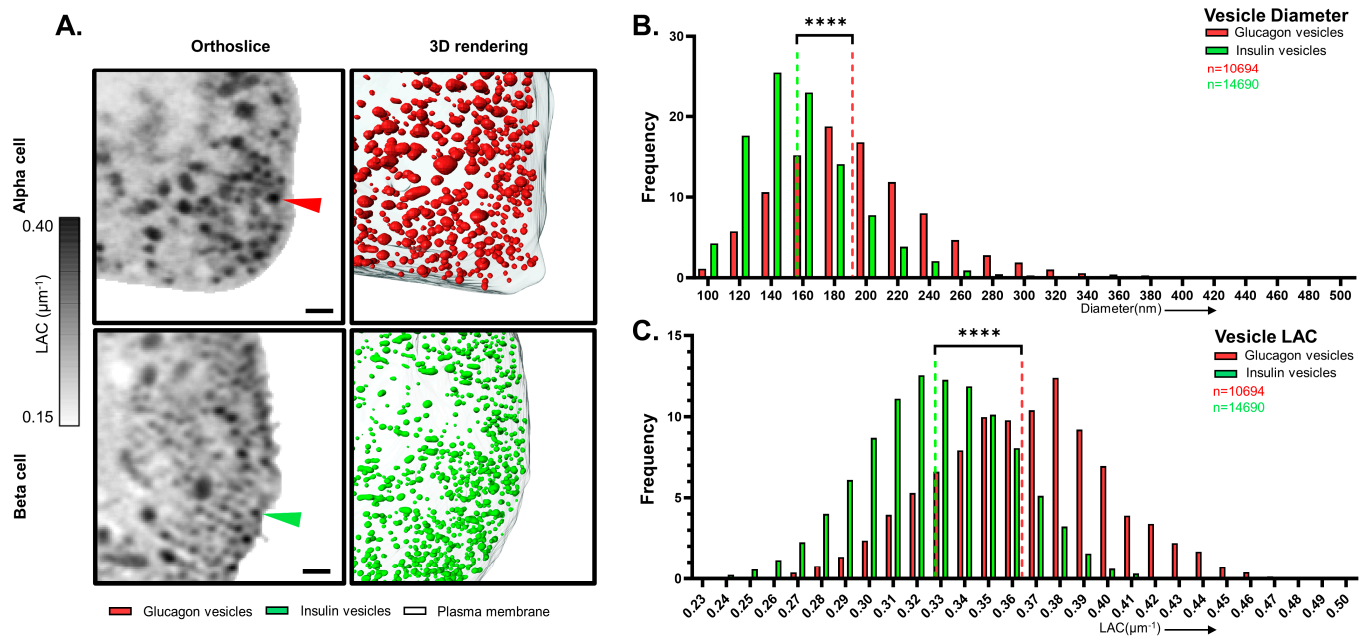 A.
Orthoslice
3D rendering
Alpha cell
Beta cell
0.40
LAC (µm⁻¹)
0.15
Glucagon vesicles
Insulin vesicles
Plasma membrane
B.
Vesicle Diameter
Glucagon vesicles
Insulin vesicles
n=10694
n=14690
****
Frequency
30
20
10
0
100 120 140 160 180 200 220 240 260 280 300 320 340 360 380 400 420 440 460 480 500
Diameter(nm)
C.
Vesicle LAC
Glucagon vesicles
Insulin vesicles
n=10694
n=14690
****
Frequency
15
10
5
0
0.23 0.24 0.25 0.26 0.27 0.28 0.29 0.30 0.31 0.32 0.33 0.34 0.35 0.36 0.37 0.38 0.39 0.40 0.41 0.42 0.43 0.44 0.45 0.46 0.47 0.48 0.49 0.50
LAC(µm⁻¹)